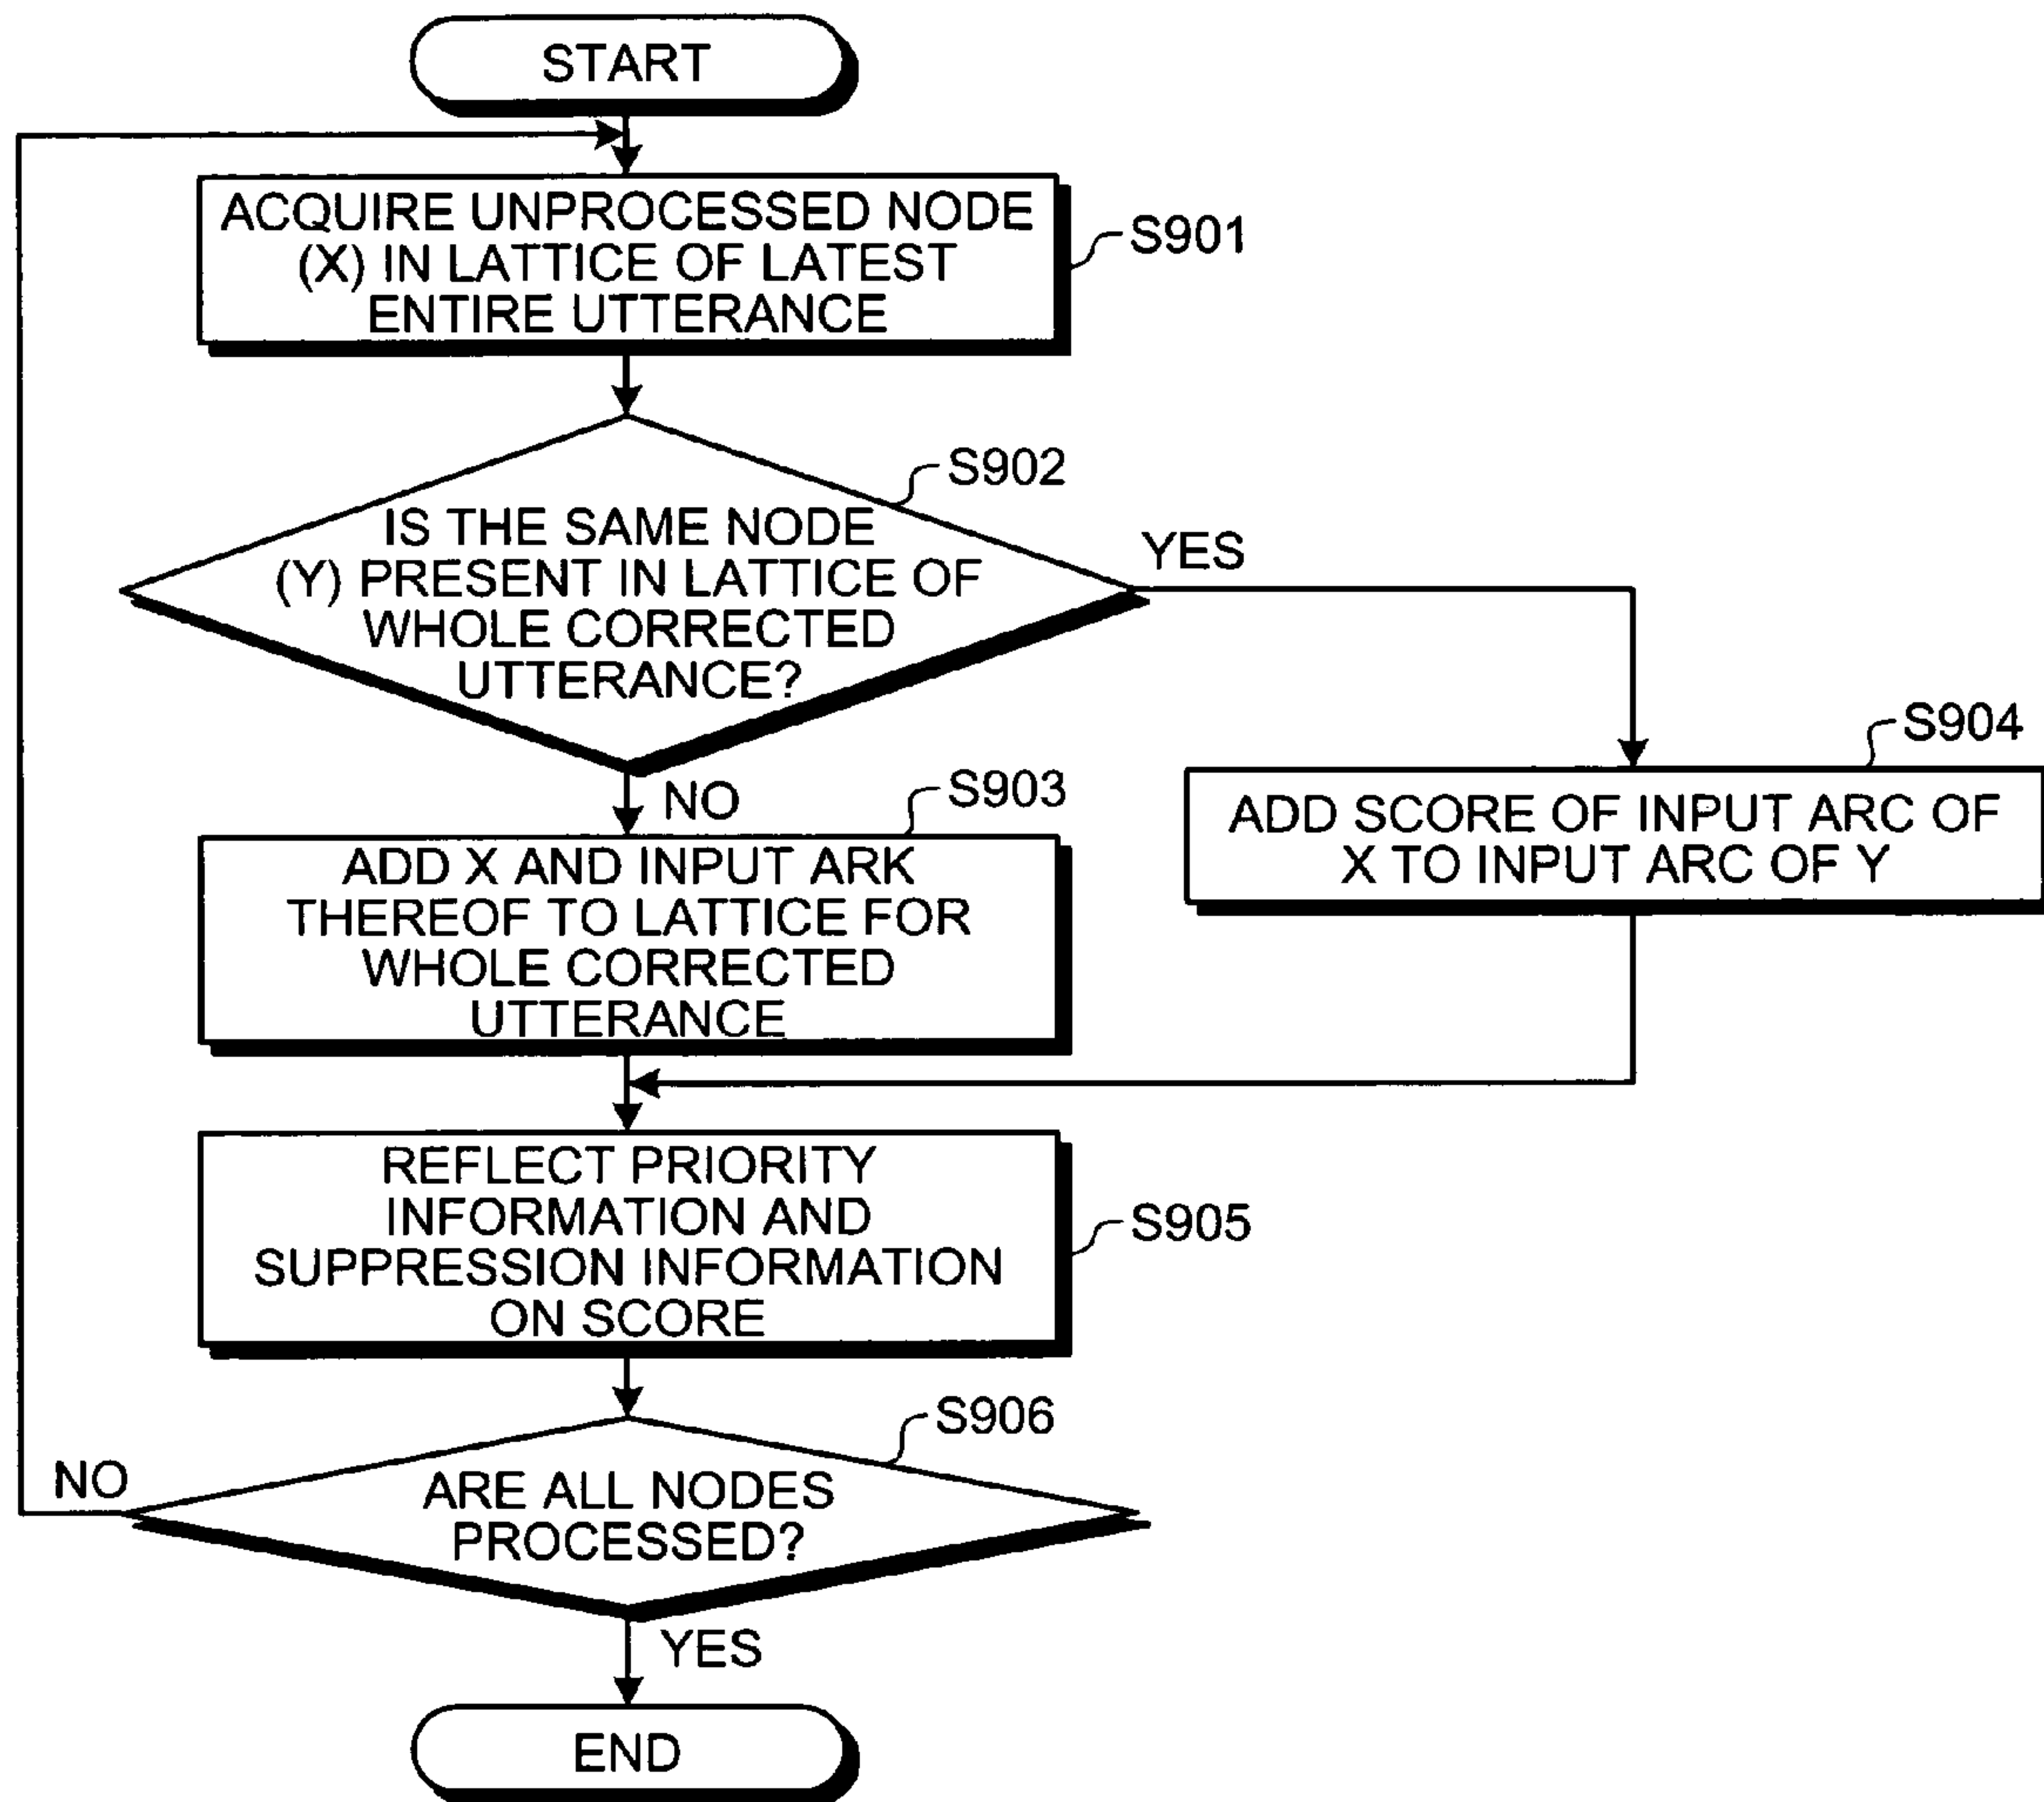 START
ACQUIRE UNPROCESSED NODE
(X) IN LATTICE OF LATEST
ENTIRE UTTERANCE
S901
S902
IS THE SAME NODE
(Y) PRESENT IN LATTICE OF
WHOLE CORRECTED
UTTERANCE?
YES
NO
S903
ADD X AND INPUT ARK
THEREOF TO LATTICE FOR
WHOLE CORRECTED
UTTERANCE
S904
ADD SCORE OF INPUT ARC OF
X TO INPUT ARC OF Y
REFLECT PRIORITY
INFORMATION AND
SUPPRESSION INFORMATION
ON SCORE
S905
S906
ARE ALL NODES
PROCESSED?
NO
YES
END